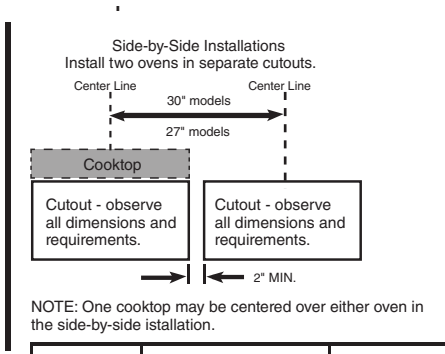 Side-by-Side Installations
Install two ovens in separate cutouts.
Center Line
Center Line
30" models
27" models
Cooktop
Cutout - observe
all dimensions and
requirements.
Cutout - observe
all dimensions and
requirements.
2" MIN.
NOTE: One cooktop may be centered over either oven in
the side-by-side istallation.